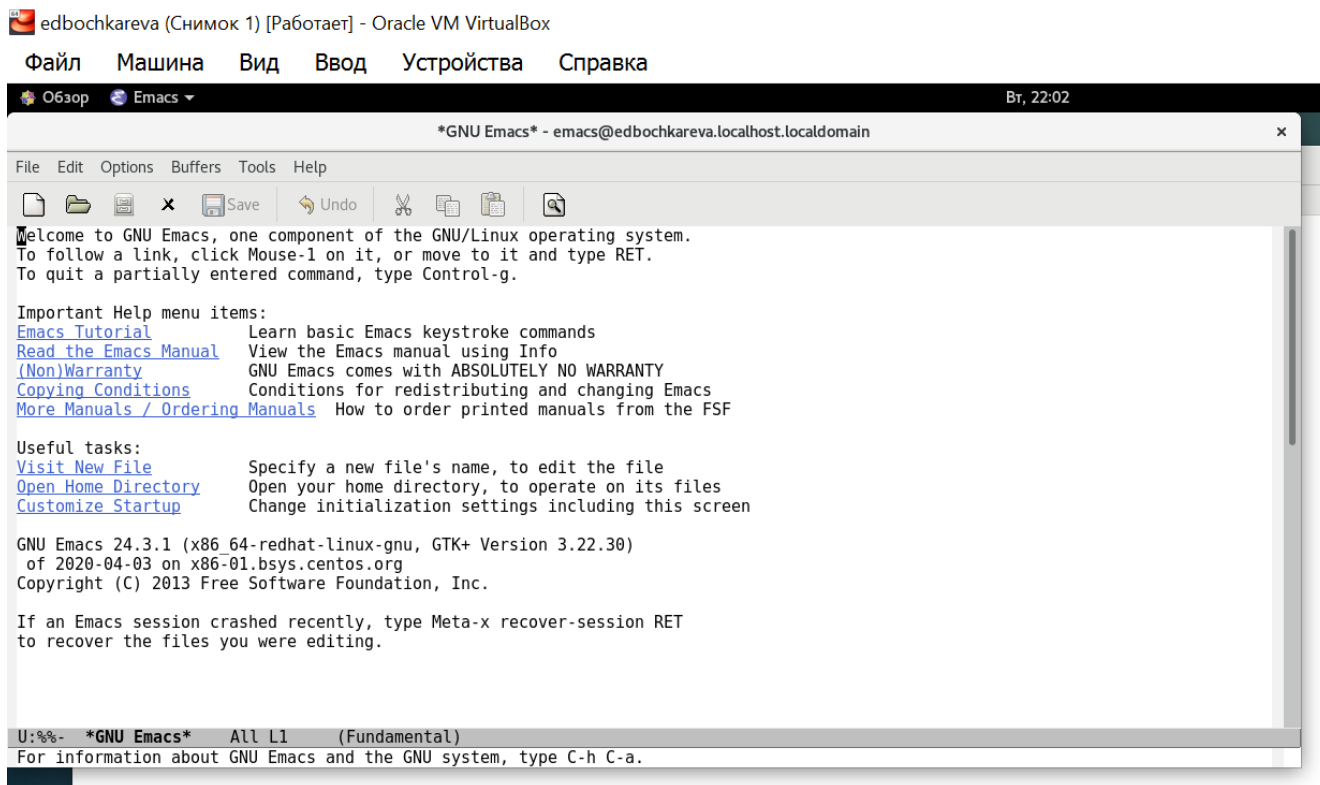 edbochkareva (Снимок 1) [Работает] - Oracle VM VirtualBox
Файл Машина Вид Ввод Устройства Справка
Обзор Emacs Вт, 22:02
*GNU Emacs* - emacs@edbochkareva.localhost.localdomain
File Edit Options Buffers Tools Help
Save Undo
Welcome to GNU Emacs, one component of the GNU/Linux operating system.
To follow a link, click Mouse-1 on it, or move to it and type RET.
To quit a partially entered command, type Control-g.
Important Help menu items:
Emacs Tutorial Learn basic Emacs keystroke commands
Read the Emacs Manual View the Emacs manual using Info
(Non)Warranty GNU Emacs comes with ABSOLUTELY NO WARRANTY
Copying Conditions Conditions for redistributing and changing Emacs
More Manuals / Ordering Manuals How to order printed manuals from the FSF
Useful tasks:
Visit New File Specify a new file's name, to edit the file
Open Home Directory Open your home directory, to operate on its files
Customize Startup Change initialization settings including this screen
GNU Emacs 24.3.1 (x86_64-redhat-linux-gnu, GTK+ Version 3.22.30)
of 2020-04-03 on x86-01.bsys.centos.org
Copyright (C) 2013 Free Software Foundation, Inc.
If an Emacs session crashed recently, type Meta-x recover-session RET
to recover the files you were editing.
U:%%- *GNU Emacs* All L1 (Fundamental)
For information about GNU Emacs and the GNU system, type C-h C-a.